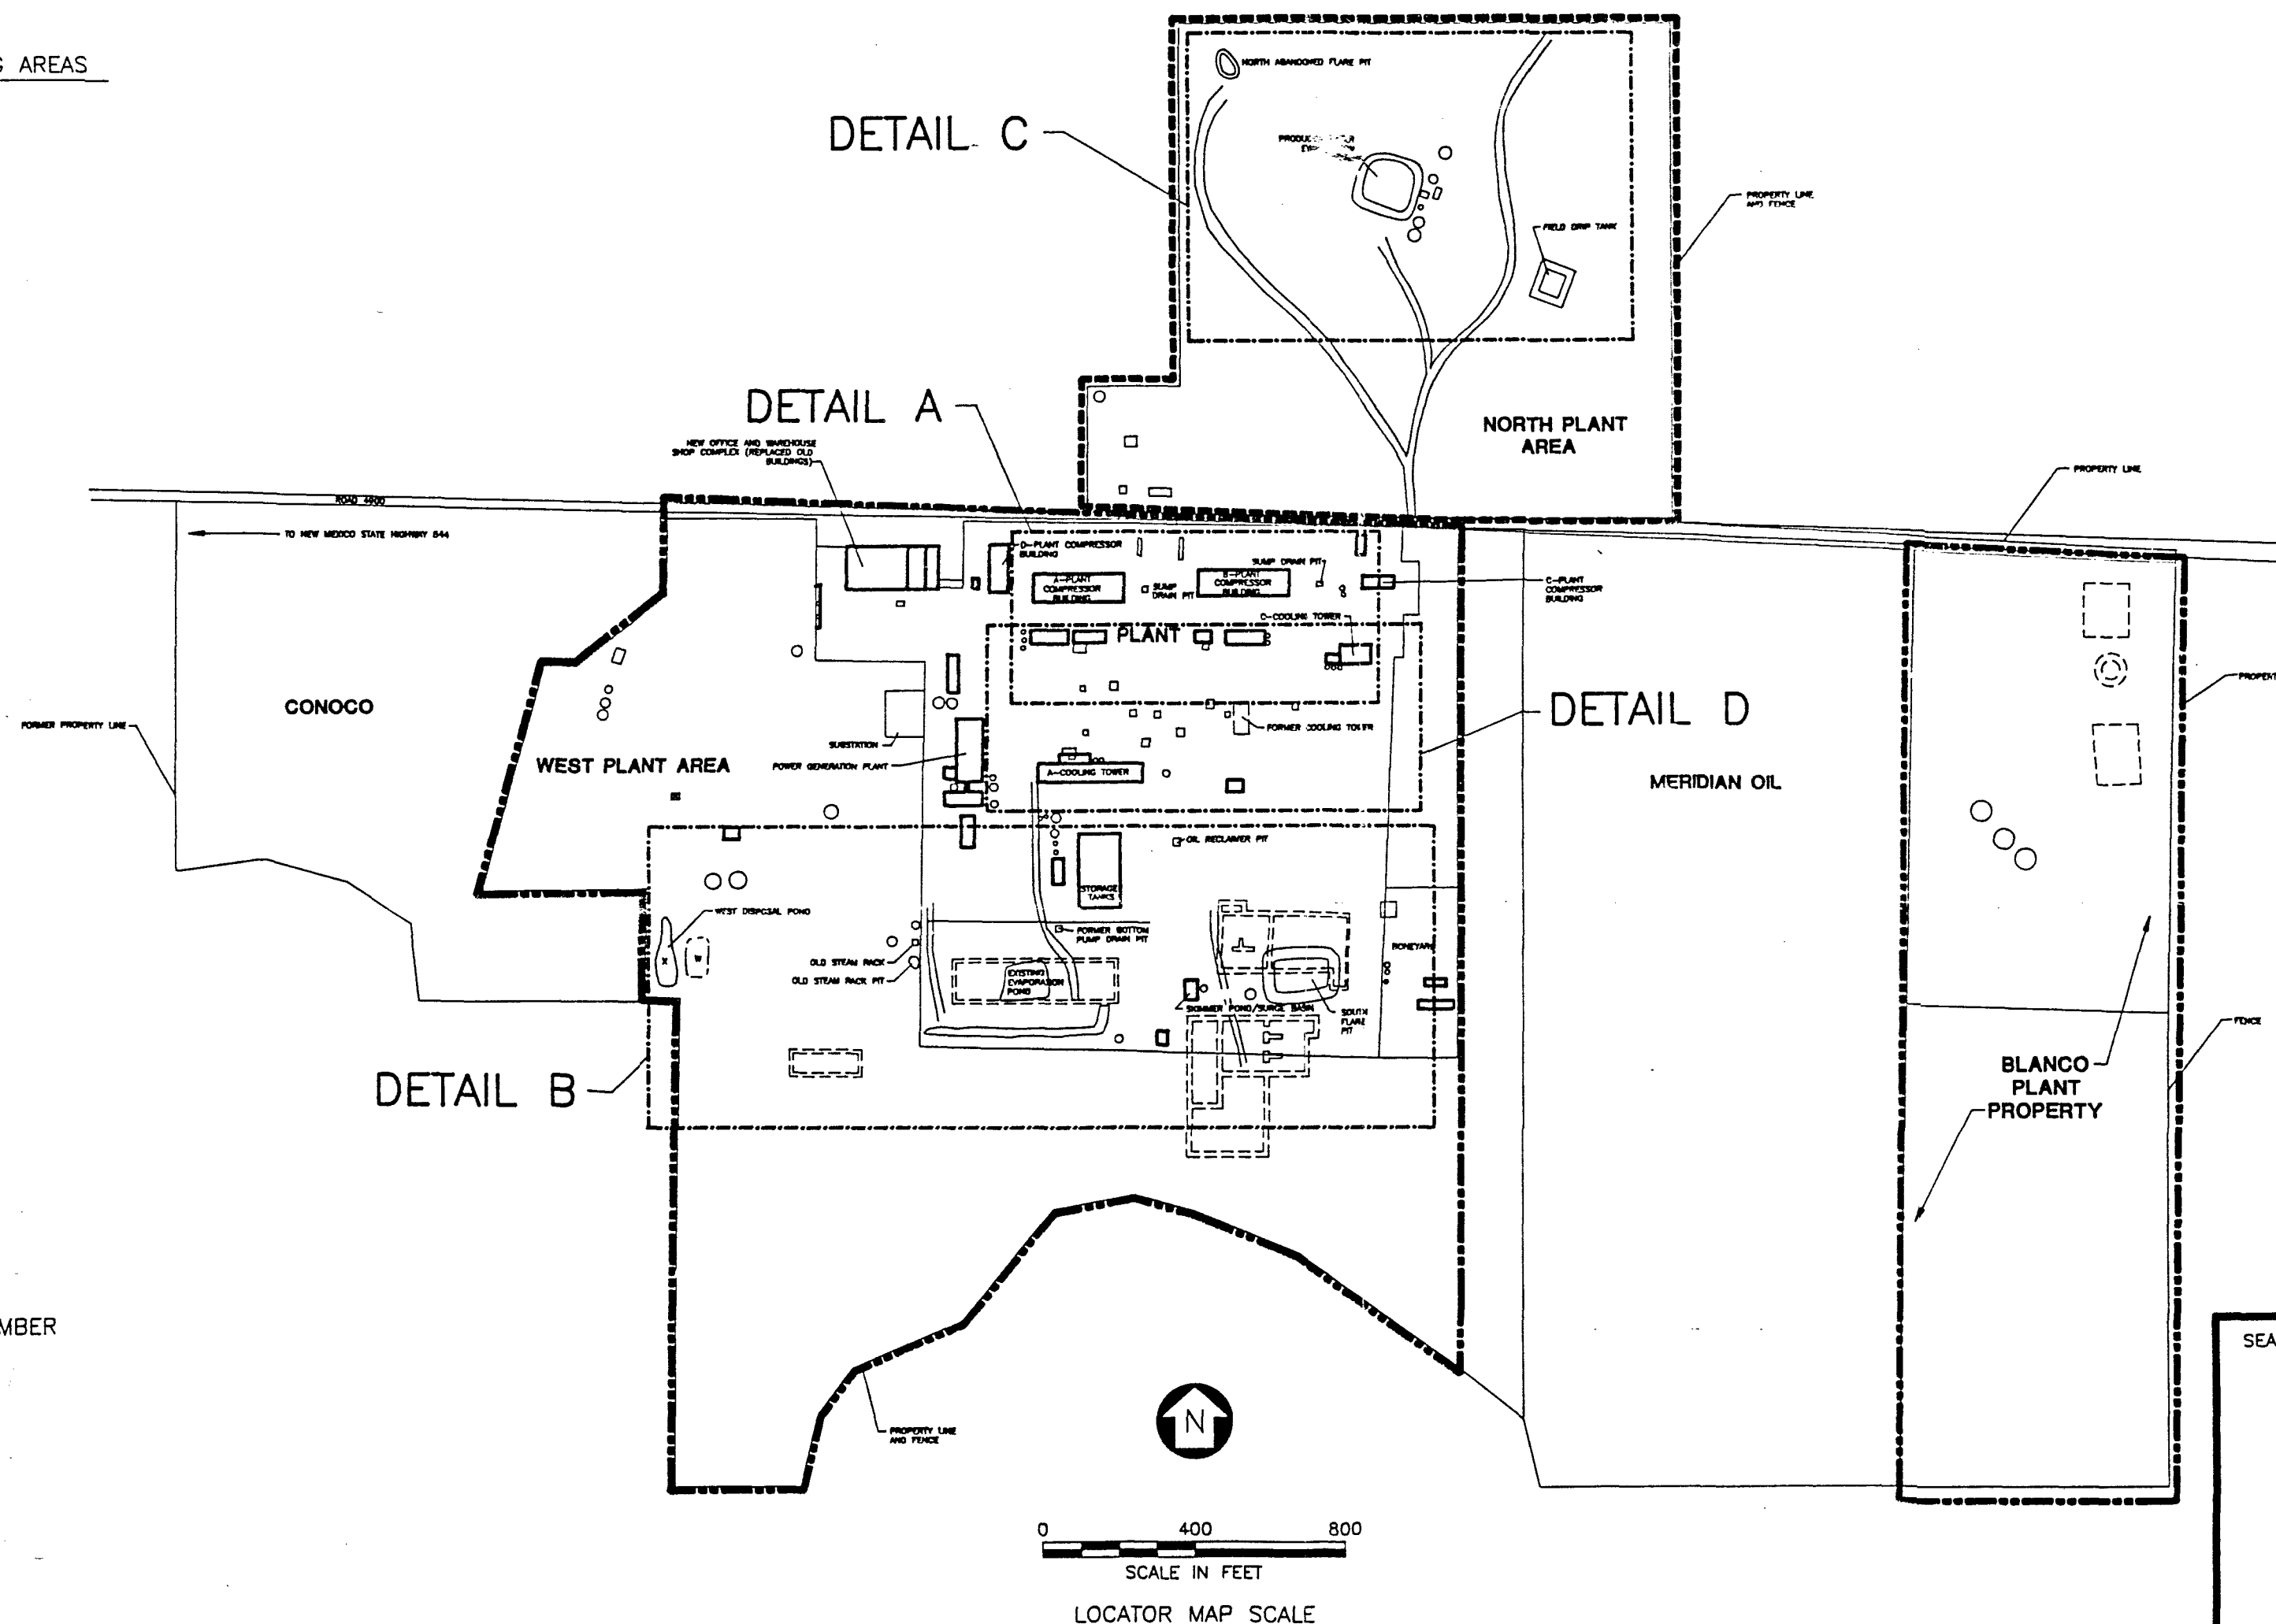 AREAS
NORTH ABANDONED FLARE PIT
DETAIL C
PROPERTY LINE
AND FENCE
FIELD DRIP TANK
DETAIL A
NEW OFFICE AND WAREHOUSE
SHOP COMPLEX (REPLACED OLD
BUILDINGS)
NORTH PLANT
AREA
PROPERTY LINE
ROAD 4900
TO NEW MEXICO STATE HIGHWAY 544
D-PLANT COMPRESSOR
BUILDING
A-PLANT
COMPRESSOR
BUILDING
SUMP
DRAIN PIT
B-PLANT
COMPRESSOR
BUILDING
SUMP DRAIN PIT
C-PLANT
COMPRESSOR
BUILDING
C-COOLING TOWER
PLANT
CONOCO
FORMER PROPERTY LINE
WEST PLANT AREA
SUBSTATION
POWER GENERATION PLANT
FORMER COOLING TOWER
A-COOLING TOWER
DETAIL D
MERIDIAN OIL
OIL RECLAIMER PIT
STORAGE
TANKS
WEST DISPOSAL POND
X
W
FORMER BOTTOM
PUMP DRAIN PIT
OLD STEAM RACK
OLD STEAM RACK PIT
EXISTING
EVAPORATION
POND
BONEYARD
SKIMMER POND/SURGE BASIN
SOUTH
FLARE
PIT
FENCE
DETAIL B
BLANCO
PLANT
PROPERTY
PROPERTY LINE
AND FENCE
N
0 400 800
SCALE IN FEET
LOCATOR MAP SCALE